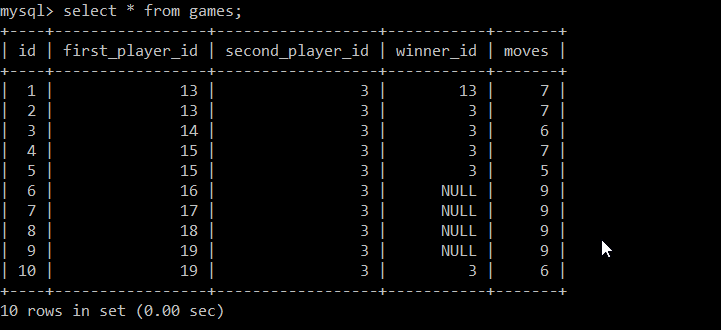 mysql> select * from games;
+----+-----------------+------------------+-----------+-------+
| id | first_player_id | second_player_id | winner_id | moves |
+----+-----------------+------------------+-----------+-------+
|  1 |              13 |                3 |        13 |     7 |
|  2 |              13 |                3 |         3 |     7 |
|  3 |              14 |                3 |         3 |     6 |
|  4 |              15 |                3 |         3 |     7 |
|  5 |              15 |                3 |         3 |     5 |
|  6 |              16 |                3 |      NULL |     9 |
|  7 |              17 |                3 |      NULL |     9 |
|  8 |              18 |                3 |      NULL |     9 |
|  9 |              19 |                3 |      NULL |     9 |
| 10 |              19 |                3 |         3 |     6 |
+----+-----------------+------------------+-----------+-------+
10 rows in set (0.00 sec)